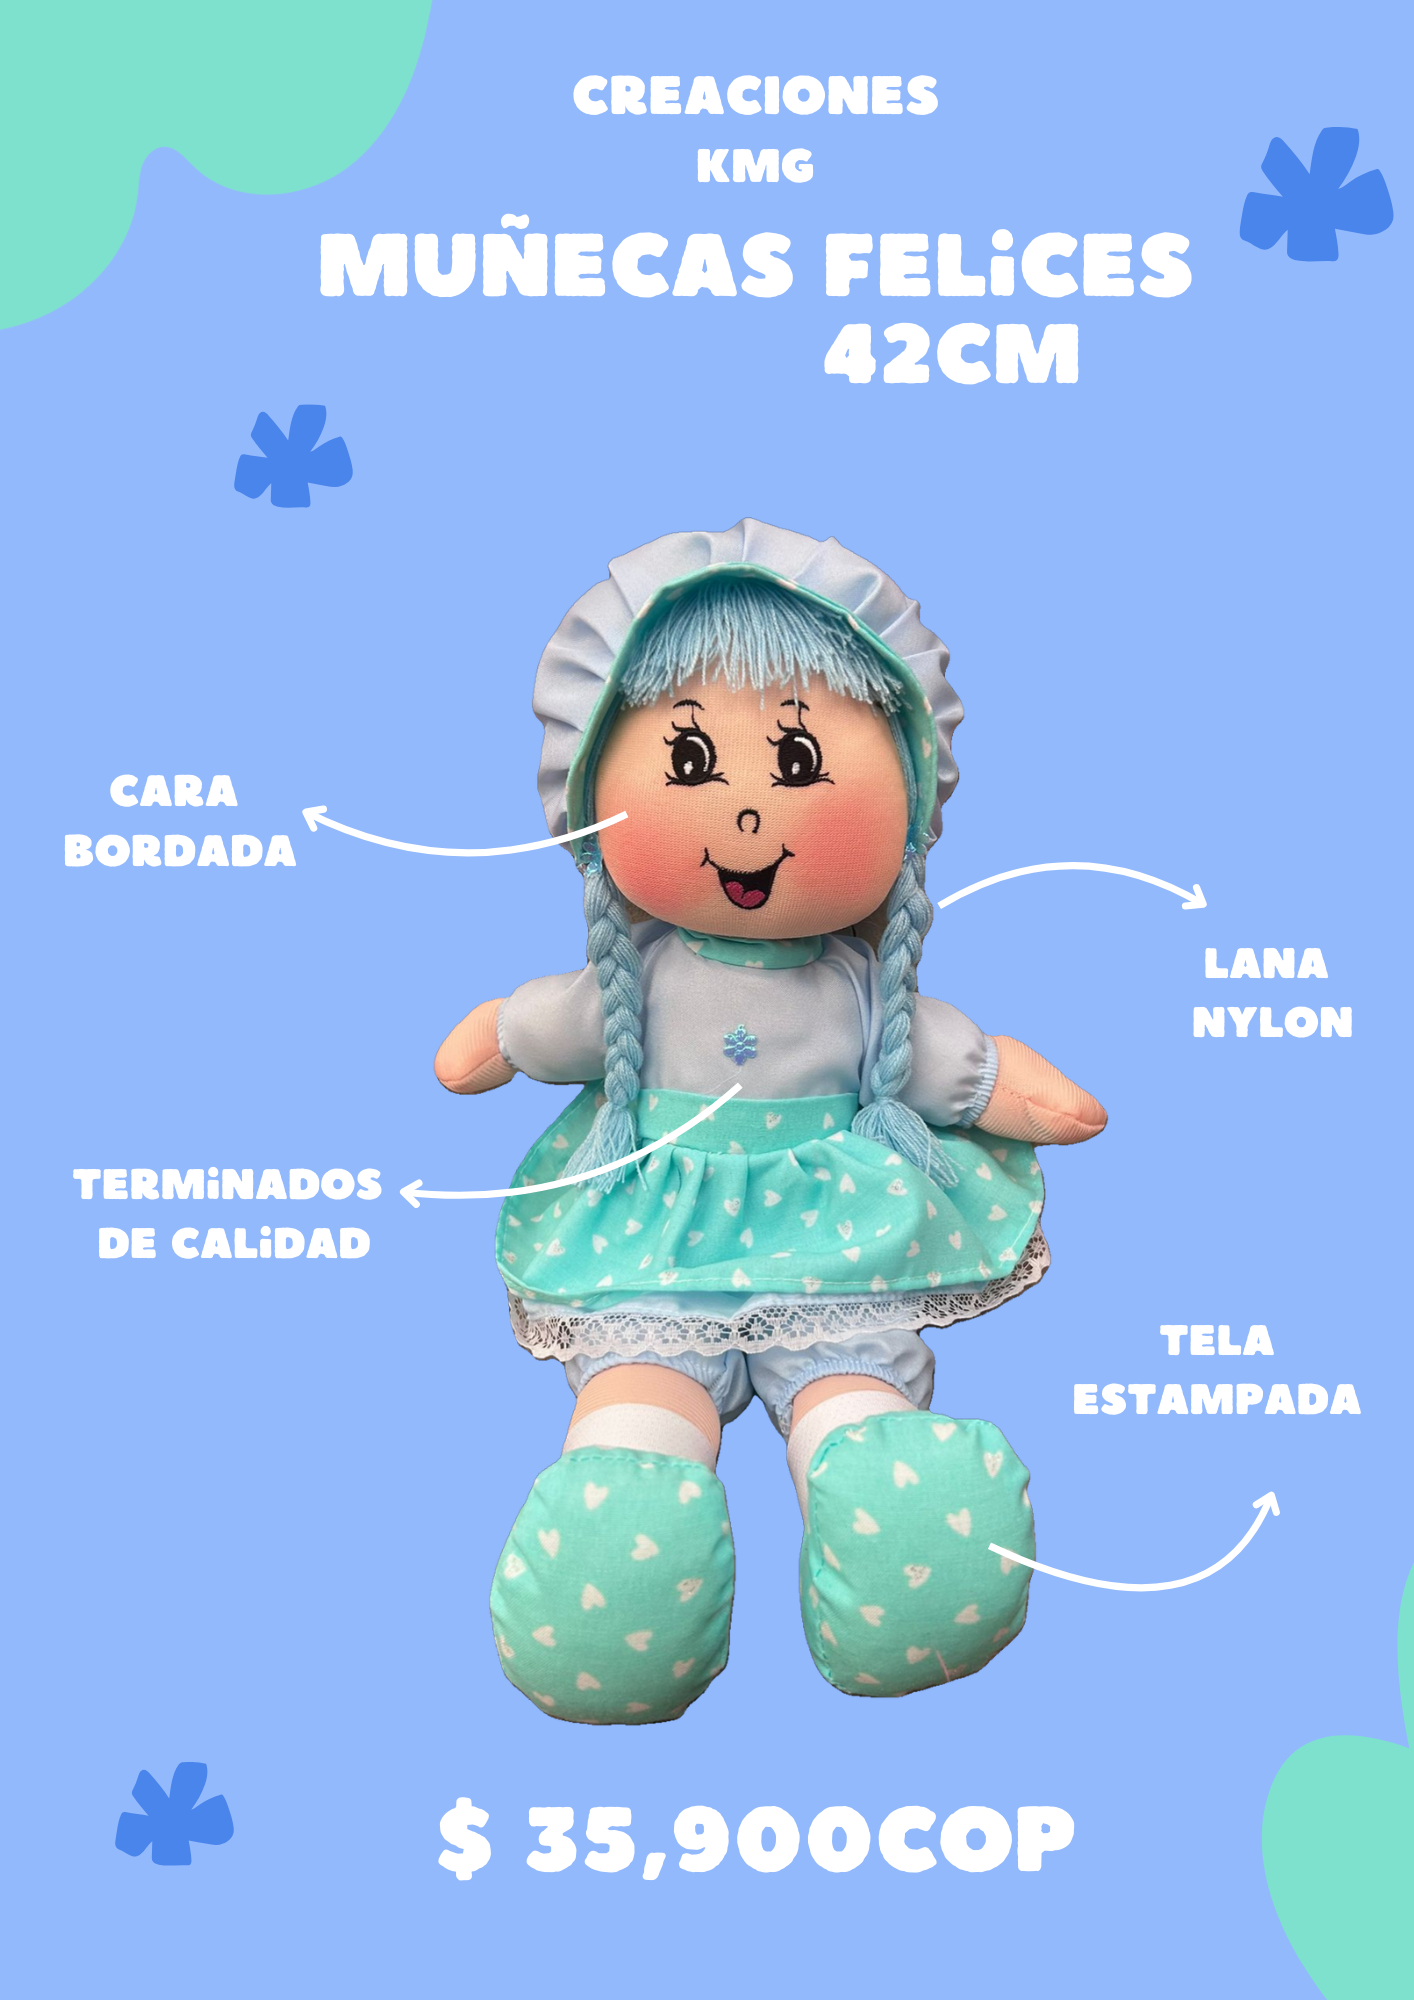 CREACIONES
KMG
MUÑECAS FELiCES
42CM
CARA
BORDADA
LANA
NYLON
TERMiNADOS
DE CALiDAD
TELA
ESTAMPADA
$ 35,900COP